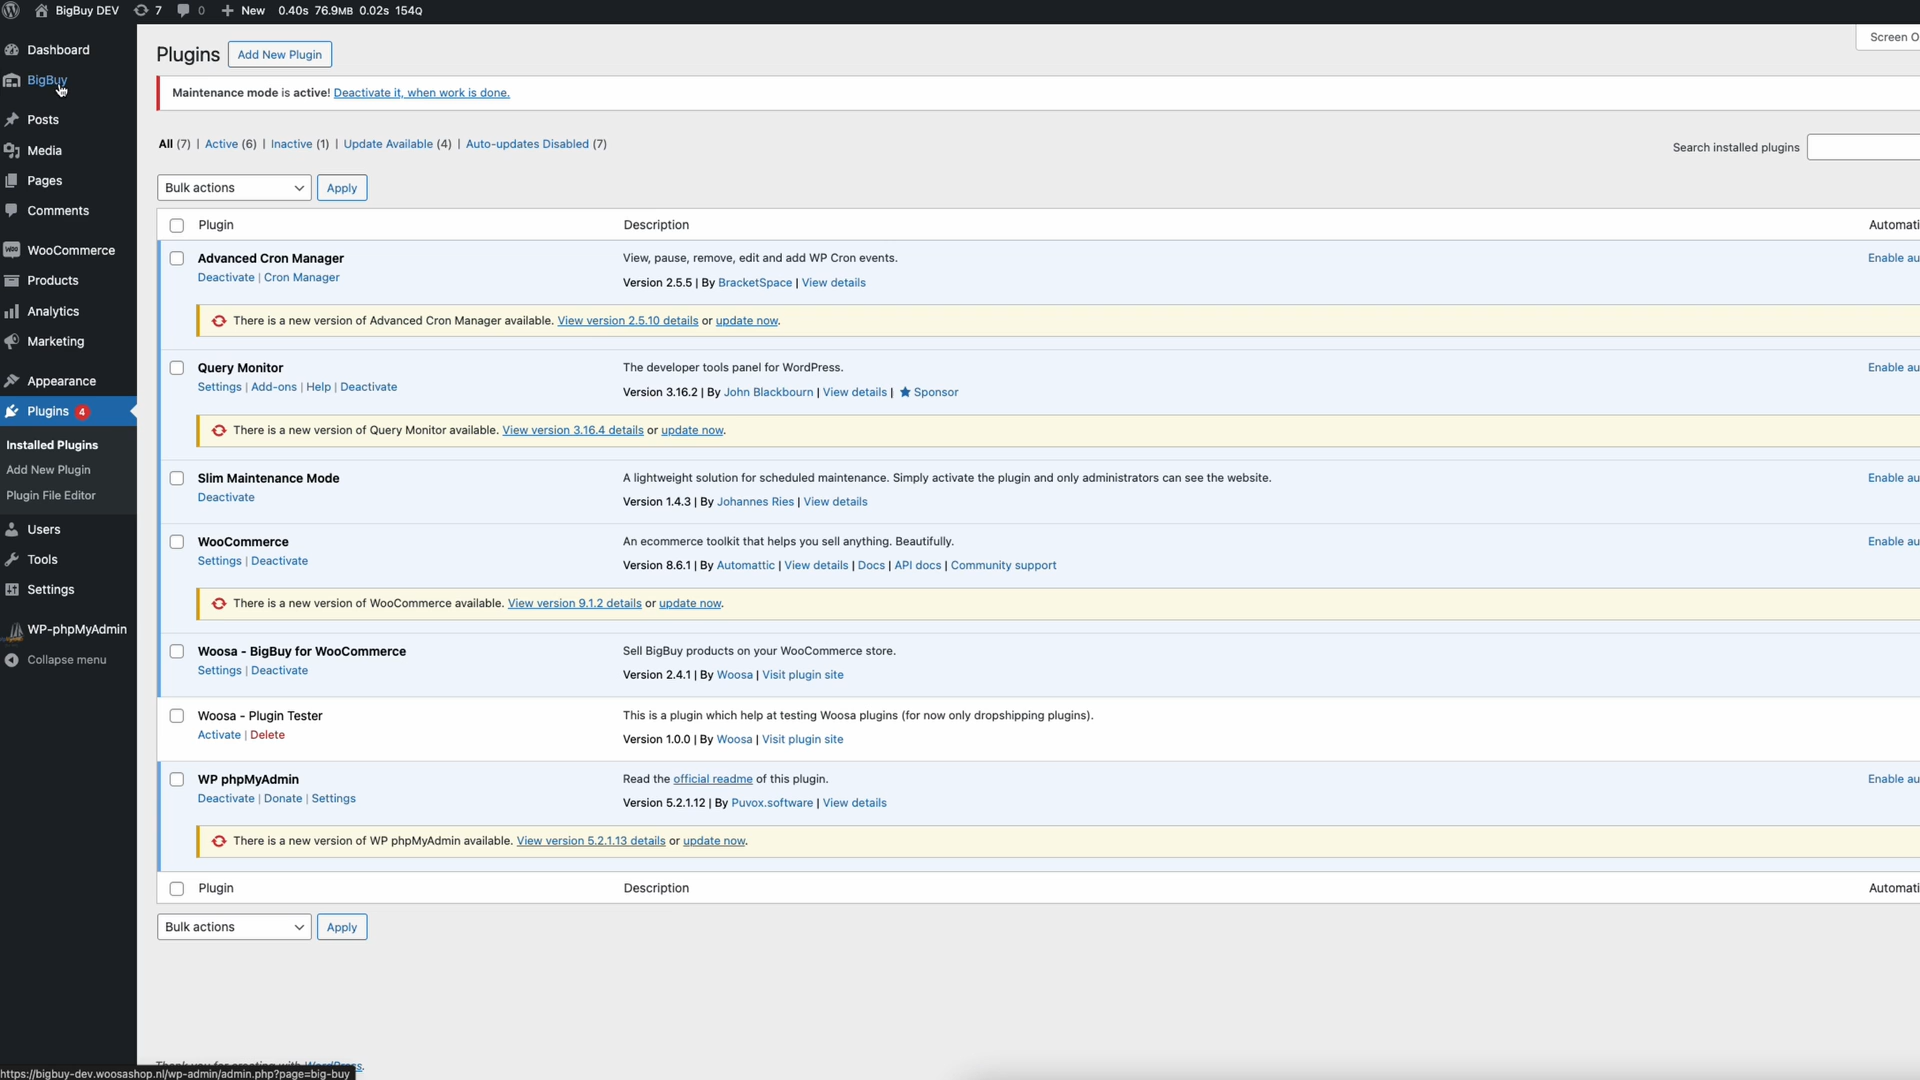 BigBuy DEV 7 0 New 0.40s 76.9MB 0.02s 154Q
Dashboard
BigBuy
Posts
Media
Pages
Comments
WooCommerce
Products
Analytics
Marketing
Appearance
Plugins 4
Installed Plugins
Add New Plugin
Plugin File Editor
Users
Tools
Settings
WP-phpMyAdmin
Collapse menu
Plugins Add New Plugin
Screen O
Maintenance mode is active! Deactivate it, when work is done.
All (7) | Active (6) | Inactive (1) | Update Available (4) | Auto-updates Disabled (7)
Search installed plugins
Bulk actions Apply
Plugin Description Automati
Advanced Cron Manager View, pause, remove, edit and add WP Cron events. Enable au
Deactivate | Cron Manager Version 2.5.5 | By BracketSpace | View details
There is a new version of Advanced Cron Manager available. View version 2.5.10 details or update now.
Query Monitor The developer tools panel for WordPress. Enable au
Settings | Add-ons | Help | Deactivate Version 3.16.2 | By John Blackbourn | View details | Sponsor
There is a new version of Query Monitor available. View version 3.16.4 details or update now.
Slim Maintenance Mode A lightweight solution for scheduled maintenance. Simply activate the plugin and only administrators can see the website. Enable au
Deactivate Version 1.4.3 | By Johannes Ries | View details
WooCommerce An ecommerce toolkit that helps you sell anything. Beautifully. Enable au
Settings | Deactivate Version 8.6.1 | By Automattic | View details | Docs | API docs | Community support
There is a new version of WooCommerce available. View version 9.1.2 details or update now.
Woosa - BigBuy for WooCommerce Sell BigBuy products on your WooCommerce store.
Settings | Deactivate Version 2.4.1 | By Woosa | Visit plugin site
Woosa - Plugin Tester This is a plugin which help at testing Woosa plugins (for now only dropshipping plugins).
Activate | Delete Version 1.0.0 | By Woosa | Visit plugin site
WP phpMyAdmin Read the official readme of this plugin. Enable au
Deactivate | Donate | Settings Version 5.2.1.12 | By Puvox.software | View details
There is a new version of WP phpMyAdmin available. View version 5.2.1.13 details or update now.
Plugin Description Automati
Bulk actions Apply
Thank you for creating with WordPress.
https://bigbuy-dev.woosashop.nl/wp-admin/admin.php?page=big-buy